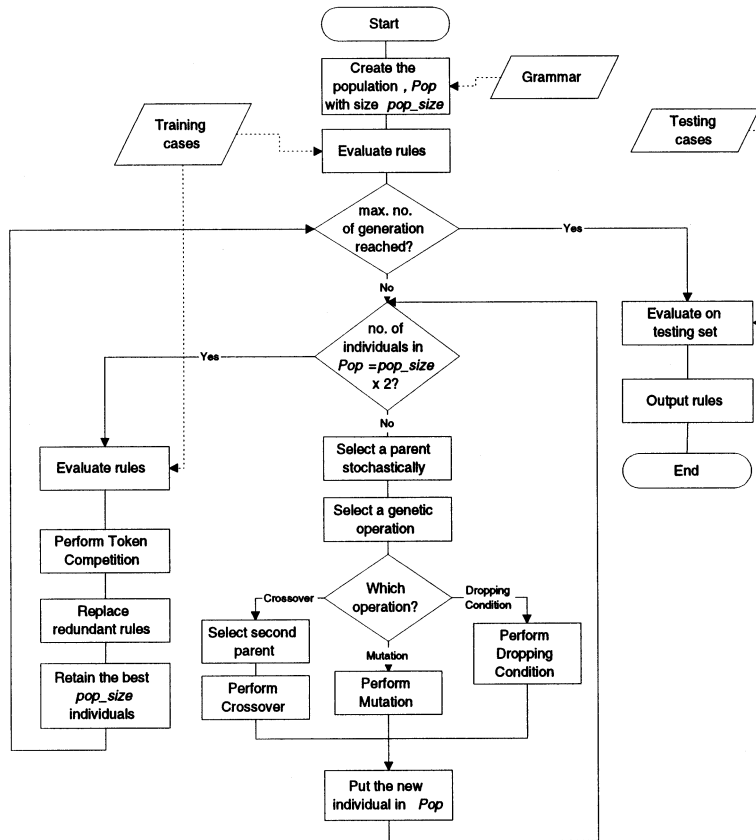 Start
Create the
population , Pop
with size pop_size
Grammar
Training
cases
Testing
cases
Evaluate rules
max. no.
of generation
reached?
Yes
No
Evaluate on
testing set
no. of
individuals in
Pop =pop_size
x 2?
Yes
No
Output rules
End
Evaluate rules
Select a parent
stochastically
Select a genetic
operation
Perform Token
Competition
Which
operation?
Crossover
Dropping
Condition
Mutation
Replace
redundant rules
Select second
parent
Perform
Dropping
Condition
Retain the best
pop_size
individuals
Perform
Crossover
Perform
Mutation
Put the new
individual in Pop